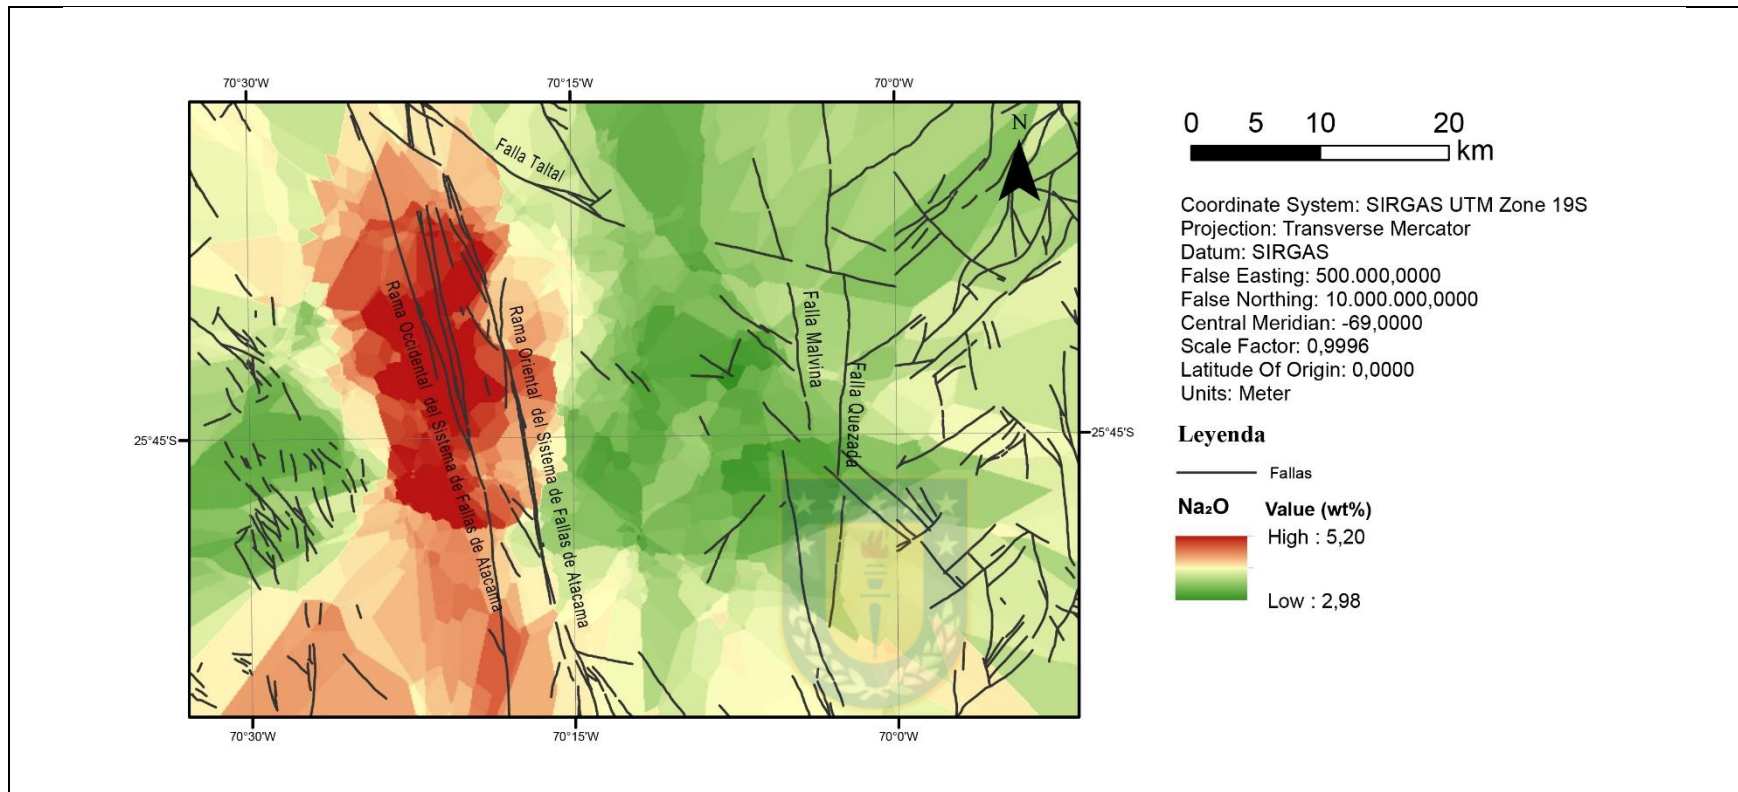 70°30'W
70°15'W
70°0'W
N
Falla Taltal
Rama Occidental del Sistema de Fallas de Atacama
Rama Oriental del Sistema de Fallas de Atacama
Falla Malvina
Falla Quezada
25°45'S
25°45'S
70°30'W
70°15'W
70°0'W
0 5 10 20
km
Coordinate System: SIRGAS UTM Zone 19S
Projection: Transverse Mercator
Datum: SIRGAS
False Easting: 500.000,0000
False Northing: 10.000.000,0000
Central Meridian: -69,0000
Scale Factor: 0,9996
Latitude Of Origin: 0,0000
Units: Meter
Leyenda
Fallas
Na₂O Value (wt%)
High : 5,20
Low : 2,98